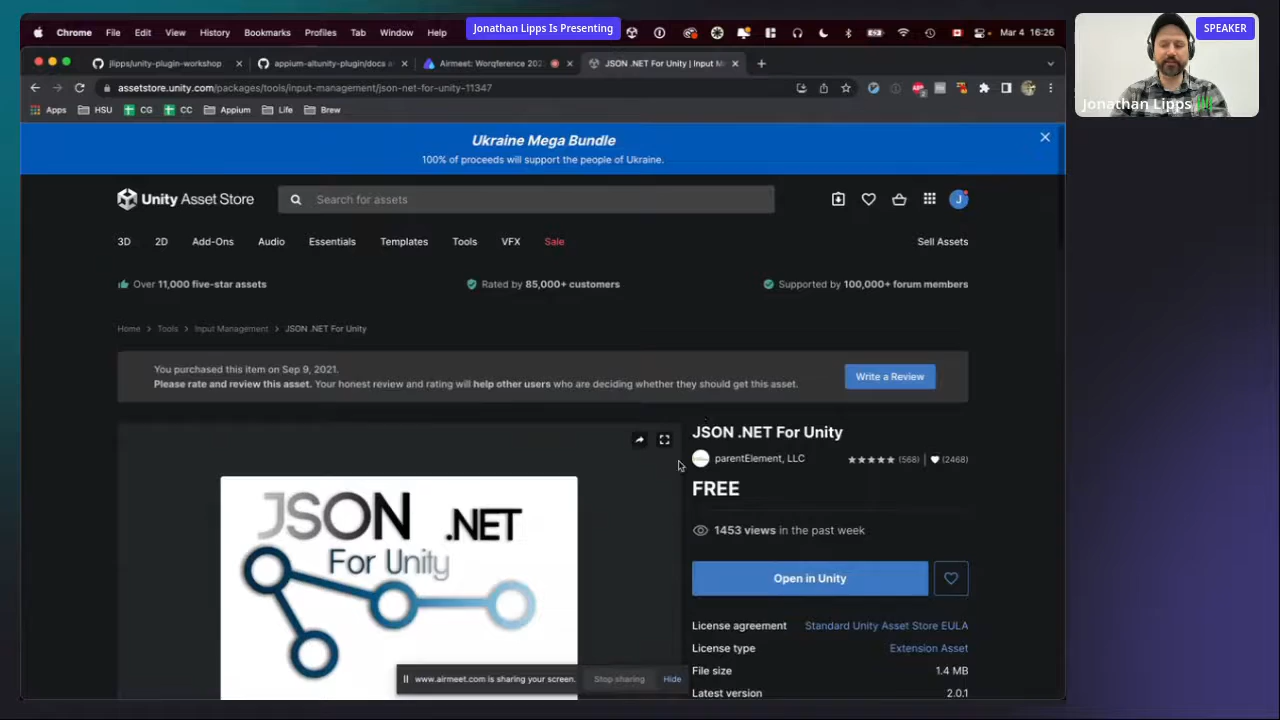 Jonathan Lipps Is Presenting
SPEAKER
Jonathan Lipps
Chrome File Edit View History Bookmarks Profiles Tab Window Help
Mar 4 16:26
jlipps/unity-plugin-workshop
appium-altunity-plugin/docs a
Airmeet: Worqference 202
JSON .NET For Unity | Input M
assetstore.unity.com/packages/tools/input-management/json-net-for-unity-11347
Apps HSU CG CC Appium Life Brew
Ukraine Mega Bundle
100% of proceeds will support the people of Ukraine.
Unity Asset Store
Search for assets
J
3D 2D Add-Ons Audio Essentials Templates Tools VFX Sale
Sell Assets
Over 11,000 five-star assets
Rated by 85,000+ customers
Supported by 100,000+ forum members
Home > Tools > Input Management > JSON .NET For Unity
You purchased this item on Sep 9, 2021.
Please rate and review this asset. Your honest review and rating will help other users who are deciding whether they should get this asset.
Write a Review
JSON .NET
For Unity
JSON .NET For Unity
parentElement, LLC
(568) | (2468)
FREE
1453 views in the past week
Open in Unity
License agreement Standard Unity Asset Store EULA
License type Extension Asset
File size 1.4 MB
Latest version 2.0.1
www.airmeet.com is sharing your screen.
Stop sharing
Hide